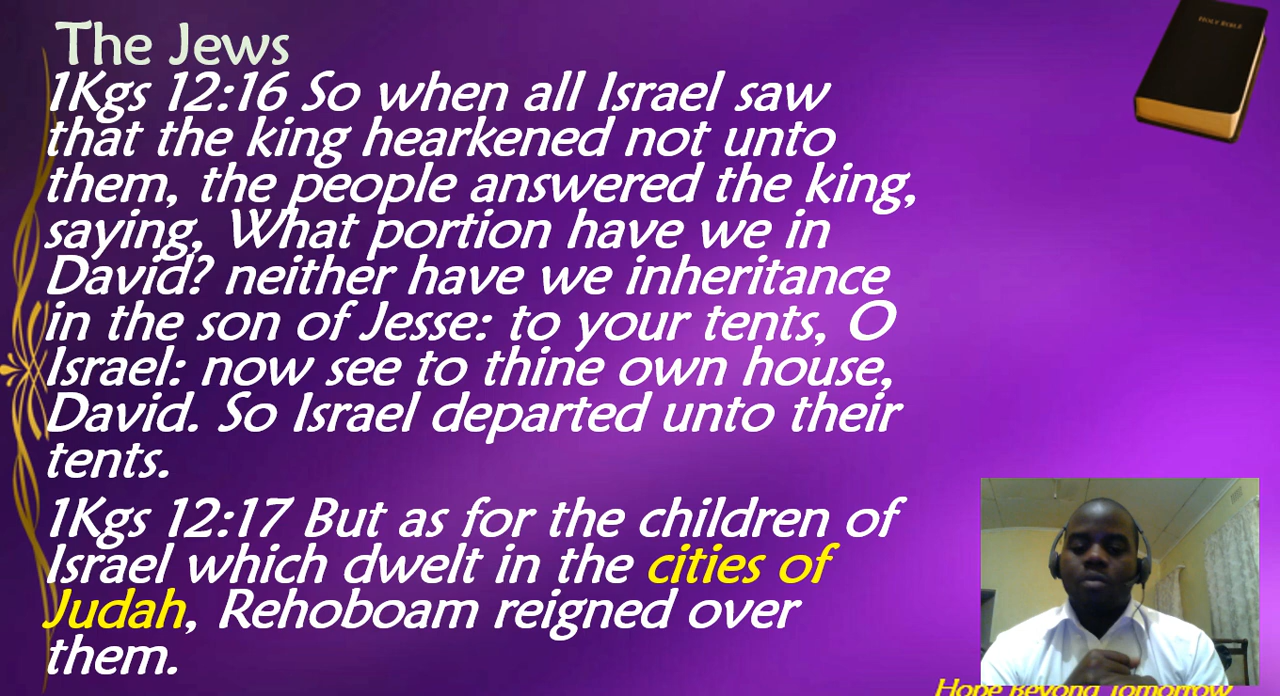 The Jews
1Kgs 12:16 So when all Israel saw
that the king hearkened not unto
them, the people answered the king,
saying, What portion have we in
David? neither have we inheritance
in the son of Jesse: to your tents, O
Israel: now see to thine own house,
David. So Israel departed unto their
tents.
1Kgs 12:17 But as for the children of
Israel which dwelt in the cities of
Judah, Rehoboam reigned over
them.
HOLY BIBLE
Hope Beyond Tomorrow